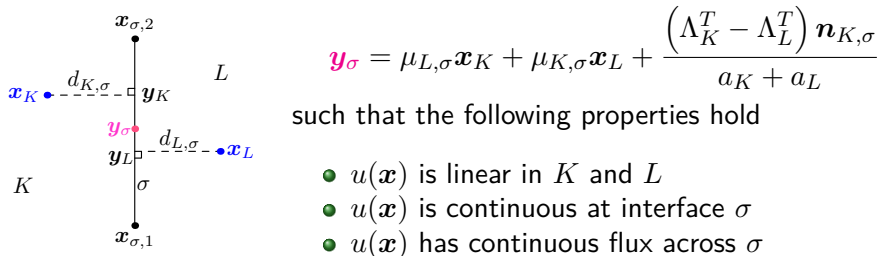 x_{σ,2}
L
d_{K,σ}
x_K
y_K
y_σ
d_{L,σ}
y_L
x_L
K
σ
x_{σ,1}
y_σ = μ_{L,σ} x_K + μ_{K,σ} x_L + \frac{(Λ_K^T − Λ_L^T) n_{K,σ}}{a_K + a_L}
such that the following properties hold
u(x) is linear in K and L
u(x) is continuous at interface σ
u(x) has continuous flux across σ